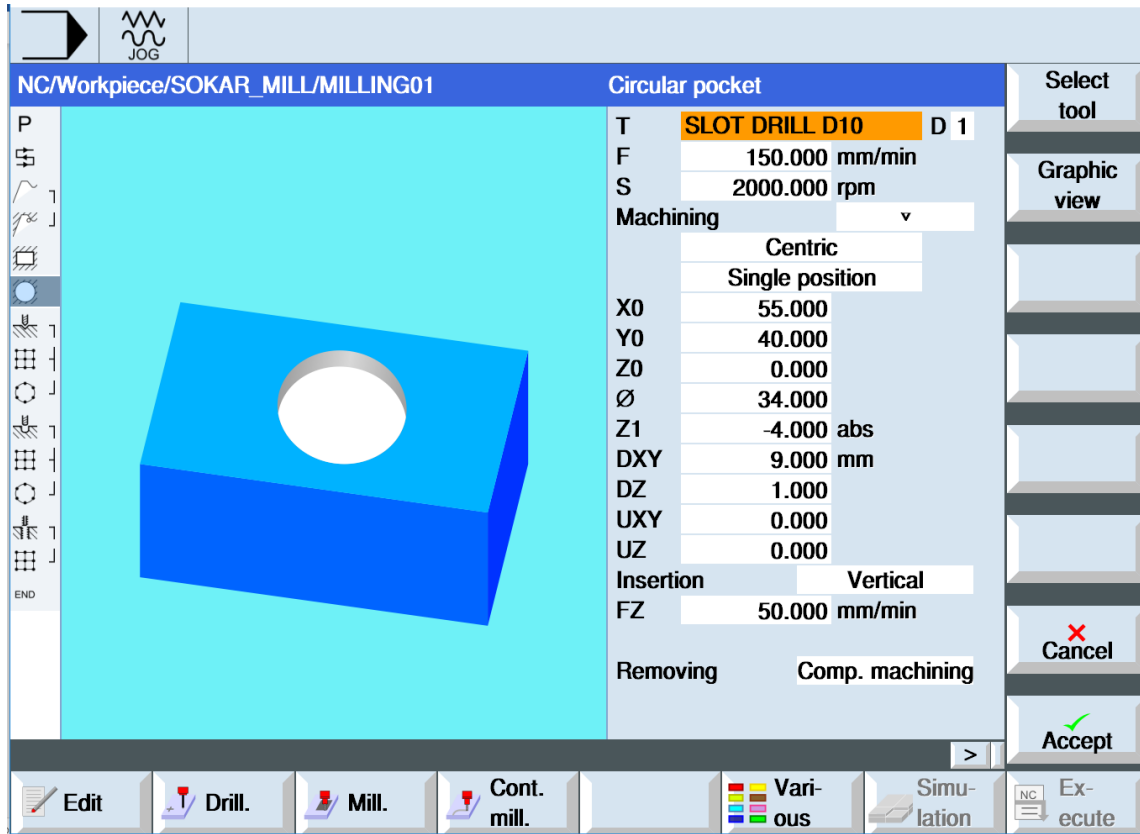 JOG
NC/Workpiece/SOKAR_MILL/MILLING01
Circular pocket
Select
tool
P
T SLOT DRILL D10 D 1
F 150.000 mm/min
S 2000.000 rpm
Graphic
view
Machining
Centric
Single position
X0 55.000
Y0 40.000
Z0 0.000
Ø 34.000
Z1 -4.000 abs
DXY 9.000 mm
DZ 1.000
UXY 0.000
UZ 0.000
Insertion Vertical
END
FZ 50.000 mm/min
Cancel
Removing Comp. machining
Accept
>
Edit
Drill.
Mill.
Cont.
mill.
Vari-
ous
Simu-
lation
NC
Ex-
ecute